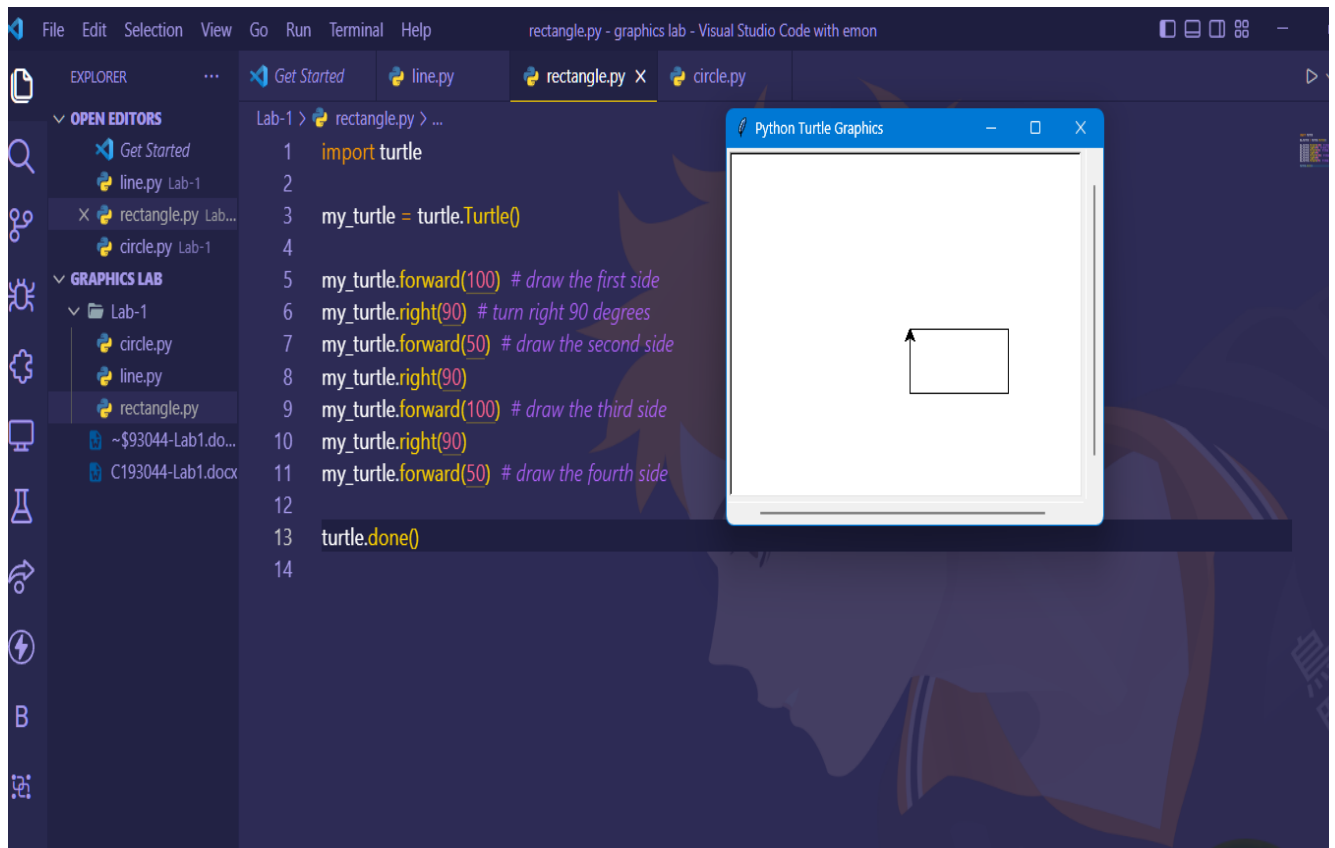 File Edit Selection View Go Run Terminal Help rectangle.py - graphics lab - Visual Studio Code with emon
EXPLORER ...
Get Started line.py rectangle.py X circle.py
OPEN EDITORS
Get Started
line.py Lab-1
X rectangle.py Lab...
circle.py Lab-1
GRAPHICS LAB
Lab-1
circle.py
line.py
rectangle.py
~$93044-Lab1.do...
C193044-Lab1.docx
B
Lab-1 > rectangle.py > ...
1 import turtle
2
3 my_turtle = turtle.Turtle()
4
5 my_turtle.forward(100) # draw the first side
6 my_turtle.right(90) # turn right 90 degrees
7 my_turtle.forward(50) # draw the second side
8 my_turtle.right(90)
9 my_turtle.forward(100) # draw the third side
10 my_turtle.right(90)
11 my_turtle.forward(50) # draw the fourth side
12
13 turtle.done()
14
Python Turtle Graphics